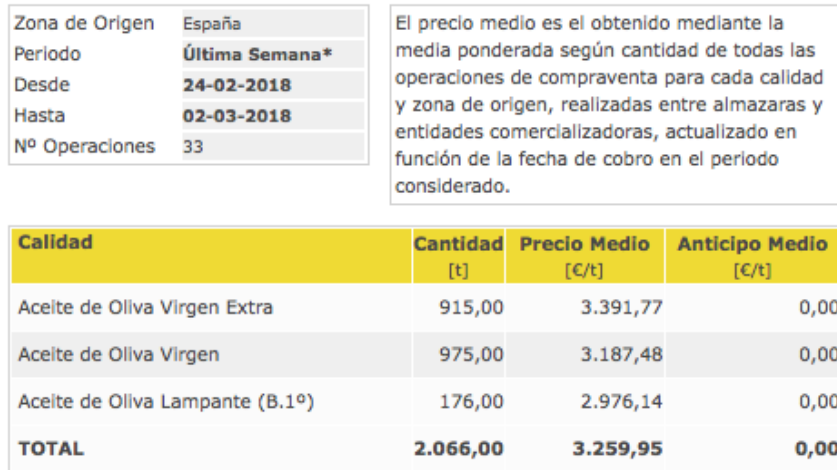 Zona de Origen España
Periodo Última Semana*
Desde 24-02-2018
Hasta 02-03-2018
Nº Operaciones 33
El precio medio es el obtenido mediante la
media ponderada según cantidad de todas las
operaciones de compraventa para cada calidad
y zona de origen, realizadas entre almazaras y
entidades comercializadoras, actualizado en
función de la fecha de cobro en el periodo
considerado.
Calidad Cantidad Precio Medio Anticipo Medio
[t] [€/t] [€/t]
Aceite de Oliva Virgen Extra 915,00 3.391,77 0,00
Aceite de Oliva Virgen 975,00 3.187,48 0,00
Aceite de Oliva Lampante (B.1º) 176,00 2.976,14 0,00
TOTAL 2.066,00 3.259,95 0,00